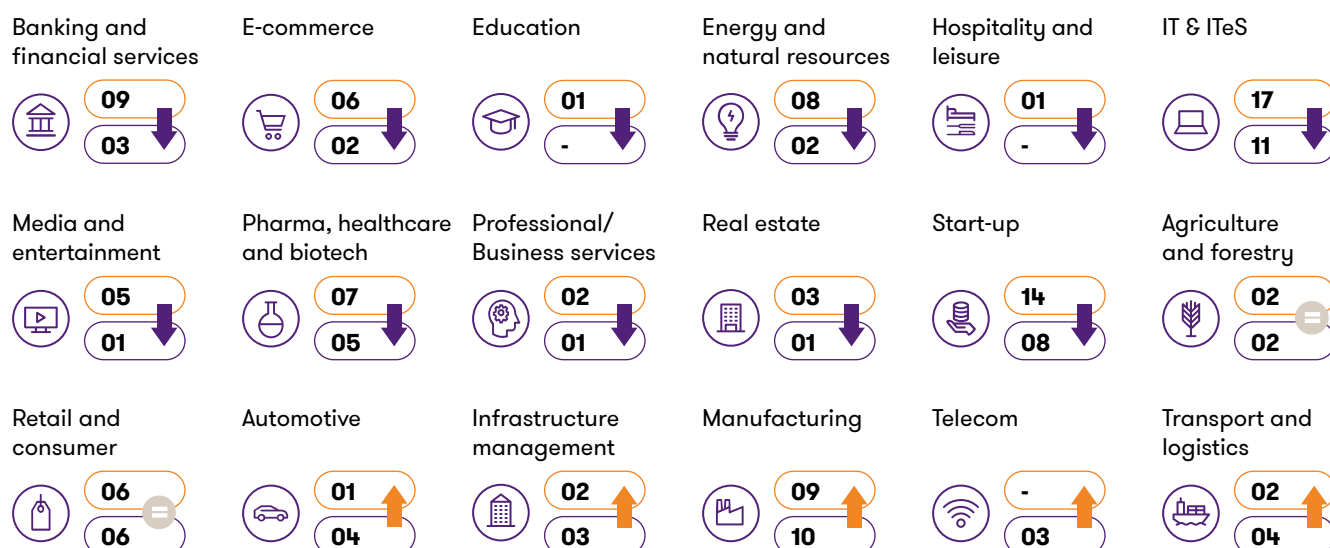 Banking and
financial services
09
03
E-commerce
06
02
Education
01
-
Energy and
natural resources
08
02
Hospitality and
leisure
01
-
IT & ITeS
17
11
Media and
entertainment
05
01
Pharma, healthcare
and biotech
07
05
Professional/
Business services
02
01
Real estate
03
01
Start-up
14
08
Agriculture
and forestry
02
=
02
Retail and
consumer
06
=
06
Automotive
01
04
Infrastructure
management
02
03
Manufacturing
09
10
Telecom
-
03
Transport and
logistics
02
04